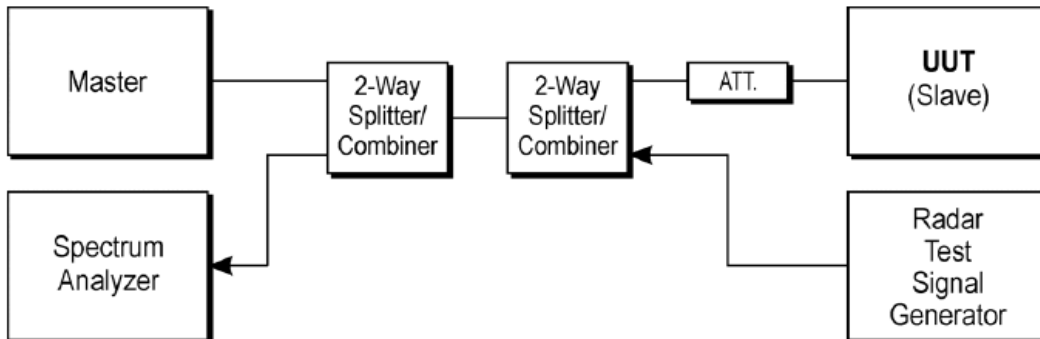 Master
2-Way
Splitter/
Combiner
2-Way
Splitter/
Combiner
ATT.
UUT
(Slave)
Spectrum
Analyzer
Radar
Test
Signal
Generator